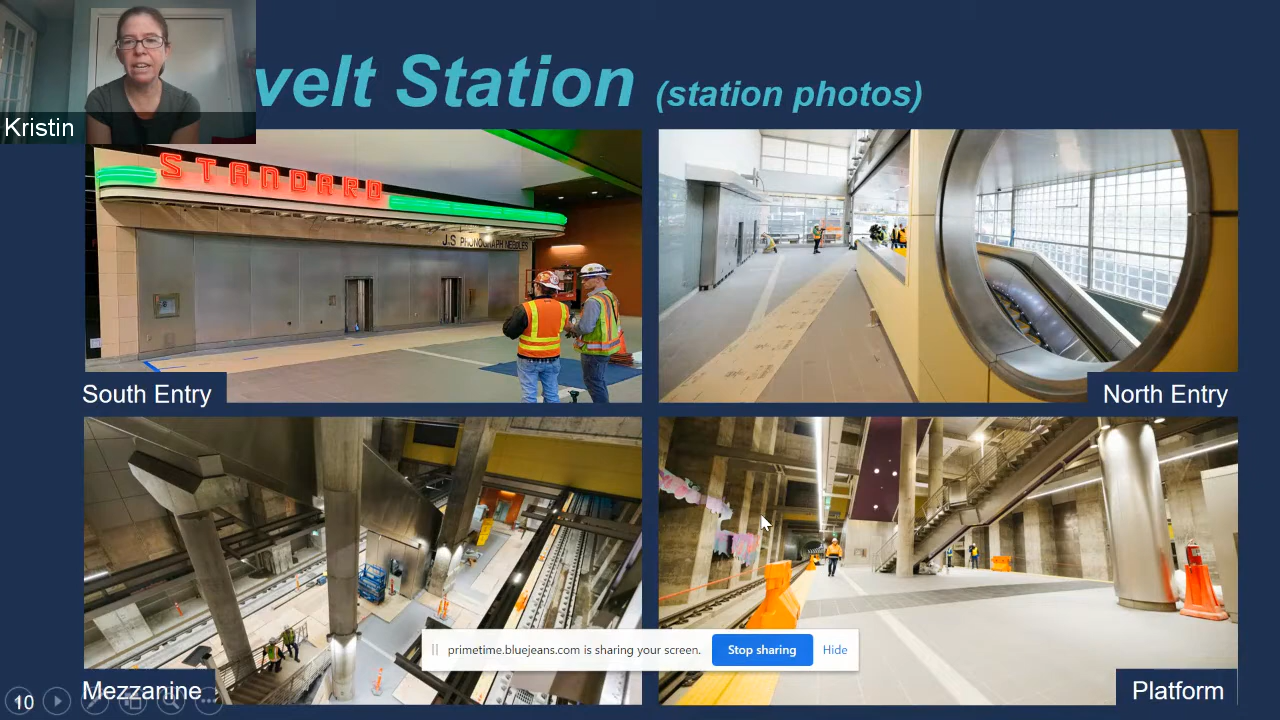 Kristin
velt Station (station photos)
STANDARD
J.S PHONOGRAPH NEEDLES
South Entry
North Entry
primetime.bluejeans.com is sharing your screen.
Stop sharing
Hide
Mezzanine
Platform
10